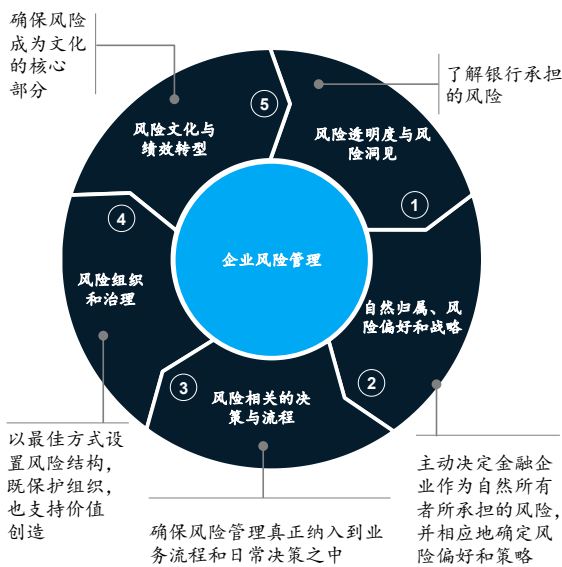 确保风险
成为文化
的核心
部分
了解银行承担
的风险
5
风险文化与
绩效转型
风险透明度与风
险洞见
1
4
企业风险管理
风险组织
和治理
自然归属、风
险偏好和战略
3
2
风险相关的决
策与流程
以最佳方式设
置风险结构，
既保护组织，
也支持价值
创造
确保风险管理真正纳入到业
务流程和日常决策之中
主动决定金融企
业作为自然所有
者所承担的风险，
并相应地确定风
险偏好和策略